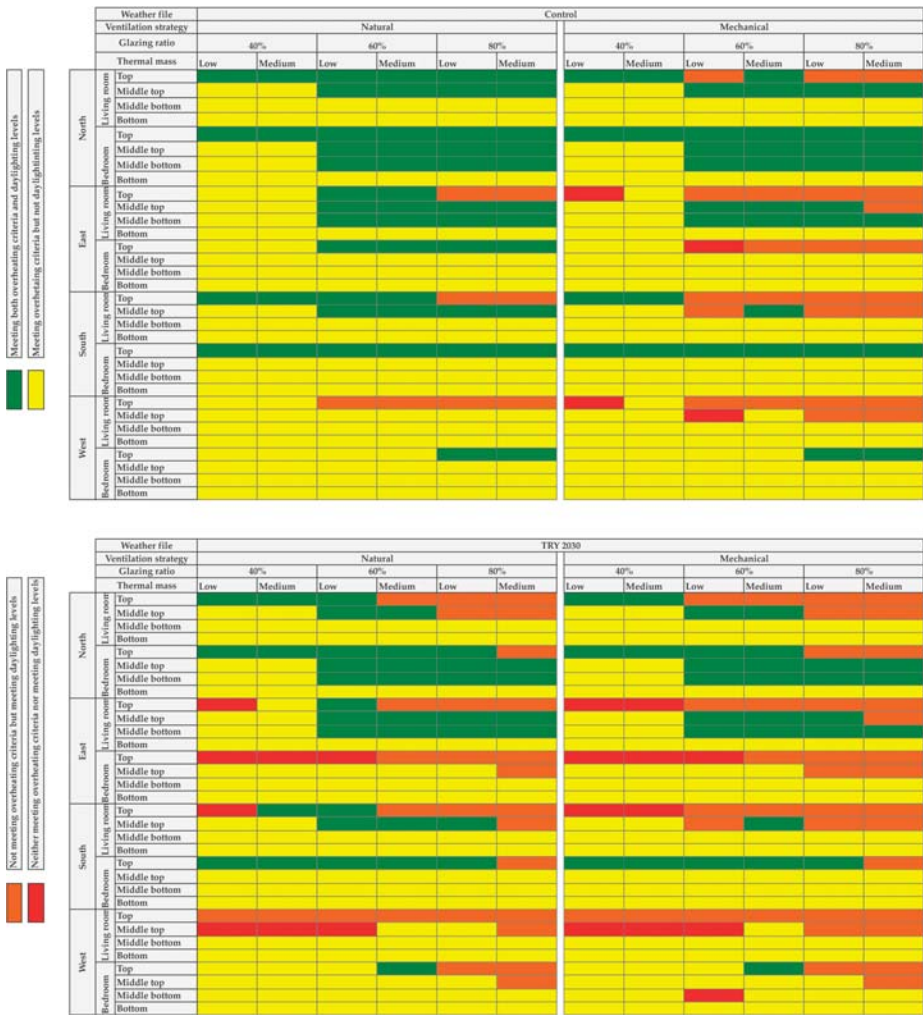 Weather file Control
Ventilation strategy Natural Mechanical
Glazing ratio 40% 60% 80% 40% 60% 80%
Thermal mass Low Medium Low Medium Low Medium Low Medium Low Medium Low Medium
North
Living room
Top
Middle top
Middle bottom
Bottom
Bedroom
Top
Middle top
Middle bottom
Bottom
East
Living room
Top
Middle top
Middle bottom
Bottom
Bedroom
Top
Middle top
Middle bottom
Bottom
South
Living room
Top
Middle top
Middle bottom
Bottom
Bedroom
Top
Middle top
Middle bottom
Bottom
West
Living room
Top
Middle top
Middle bottom
Bottom
Bedroom
Top
Middle top
Middle bottom
Bottom
Meeting both overheating criteria and daylighting levels
Meeting overhetaing criteria but not daylightinting levels
Weather file TRY 2030
Ventilation strategy Natural Mechanical
Glazing ratio 40% 60% 80% 40% 60% 80%
Thermal mass Low Medium Low Medium Low Medium Low Medium Low Medium Low Medium
North
Living room
Top
Middle top
Middle bottom
Bottom
Bedroom
Top
Middle top
Middle bottom
Bottom
East
Living room
Top
Middle top
Middle bottom
Bottom
Bedroom
Top
Middle top
Middle bottom
Bottom
South
Living room
Top
Middle top
Middle bottom
Bottom
Bedroom
Top
Middle top
Middle bottom
Bottom
West
Living room
Top
Middle top
Middle bottom
Bottom
Bedroom
Top
Middle top
Middle bottom
Bottom
Not meeting overheating criteria but meeting daylighting levels
Neither meeting overheating criteria nor meeting daylighting levels